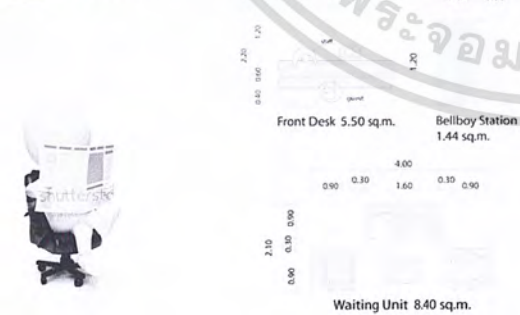 พระจอม
2.20
1.20
0.60
0.40
1.20
Front Desk 5.50 sq.m.
Bellboy Station
1.44 sq.m.
shutterst
4.00
0.90 0.30 1.60 0.30 0.90
2.10
0.90
0.30
0.90
Waiting Unit 8.40 sq.m.